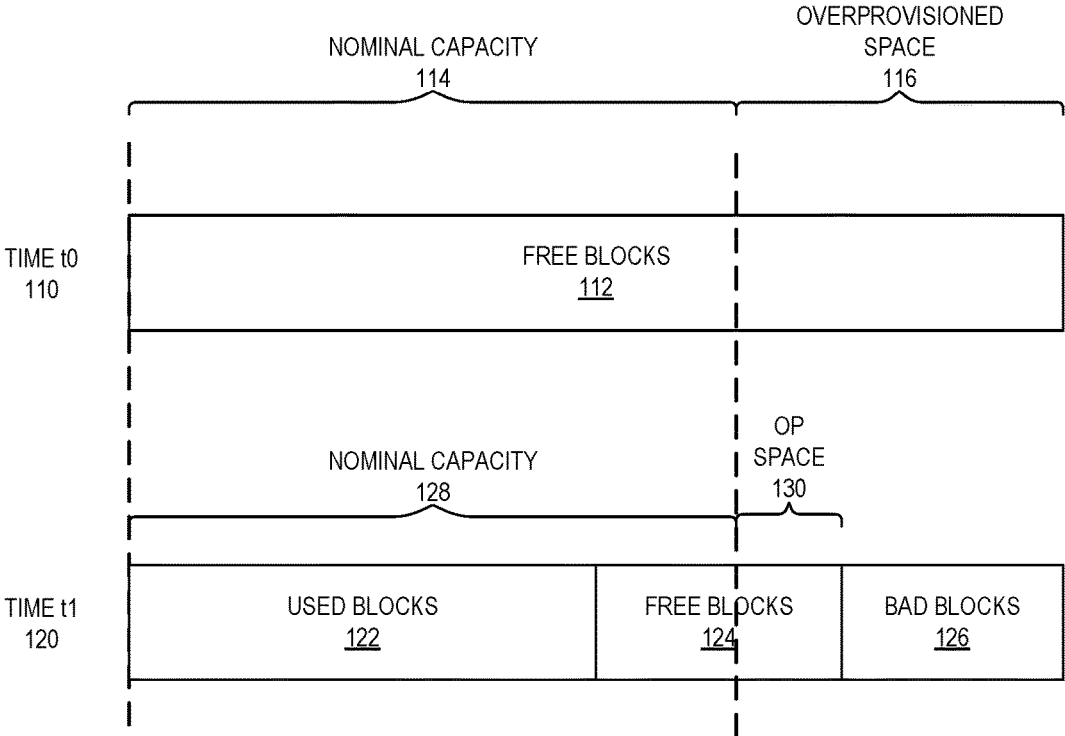 OVERPROVISIONED
SPACE
116
NOMINAL CAPACITY
114
TIME t0
110
FREE BLOCKS
112
OP
SPACE
130
NOMINAL CAPACITY
128
TIME t1
120
USED BLOCKS
122
FREE BLOCKS
124
BAD BLOCKS
126